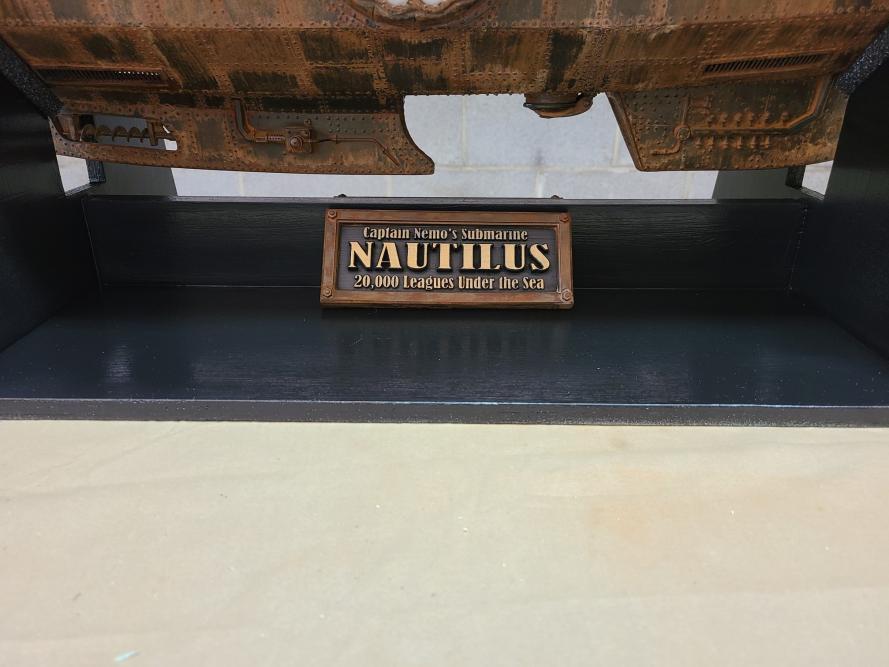 Captain Nemo's Submarine
NAUTILUS
20,000 Leagues Under the Sea